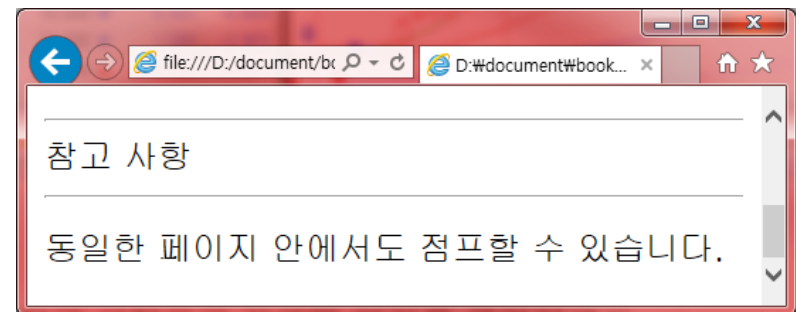 file:///D:/document/bc
D:₩document₩book...
참고 사항
동일한 페이지 안에서도 점프할 수 있습니다.